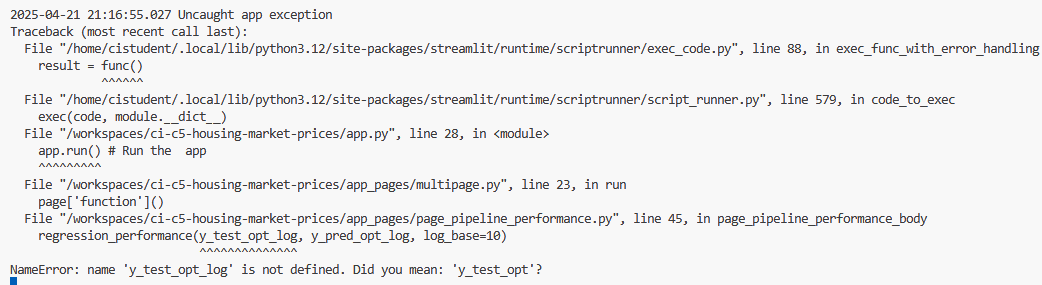 2025-04-21 21:16:55.027 Uncaught app exception
Traceback (most recent call last):
  File "/home/cistudent/.local/lib/python3.12/site-packages/streamlit/runtime/scriptrunner/exec_code.py", line 88, in exec_func_with_error_handling
    result = func()
             ^^^^^^
  File "/home/cistudent/.local/lib/python3.12/site-packages/streamlit/runtime/scriptrunner/script_runner.py", line 579, in code_to_exec
    exec(code, module.__dict__)
  File "/workspaces/ci-c5-housing-market-prices/app.py", line 28, in <module>
    app.run() # Run the  app
    ^^^^^^^^^
  File "/workspaces/ci-c5-housing-market-prices/app_pages/multipage.py", line 23, in run
    page['function']()
  File "/workspaces/ci-c5-housing-market-prices/app_pages/page_pipeline_performance.py", line 45, in page_pipeline_performance_body
    regression_performance(y_test_opt_log, y_pred_opt_log, log_base=10)
                           ^^^^^^^^^^^^^^
NameError: name 'y_test_opt_log' is not defined. Did you mean: 'y_test_opt'?